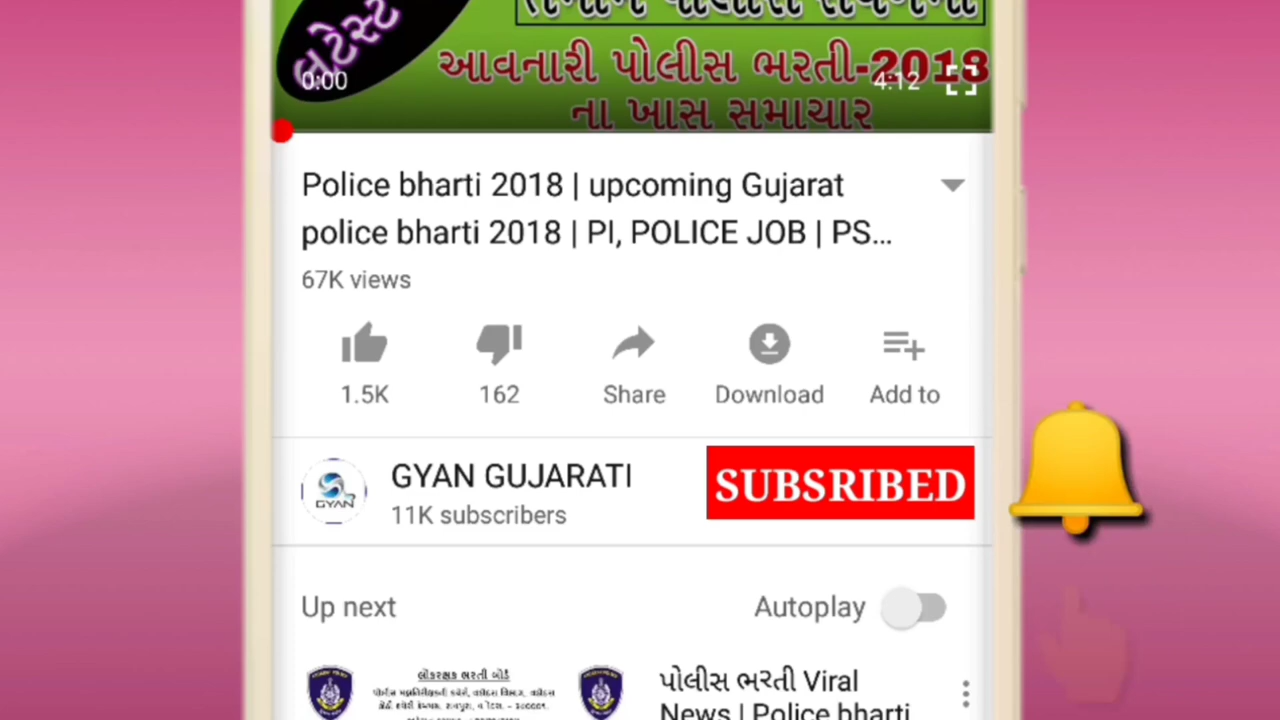 લેટેસ્ટ
આવનારી પોલીસ ભરતી-2018
0:00
4:12
ના ખાસ સમાચાર
Police bharti 2018 | upcoming Gujarat
police bharti 2018 | PI, POLICE JOB | PS...
67K views
1.5K
162
Share
Download
Add to
GYAN
GYAN GUJARATI
11K subscribers
SUBSRIBED
Up next
Autoplay
લોકરક્ષક ભરતી બોર્ડ
પોલીસ ભરતી Viral
News | Police bharti